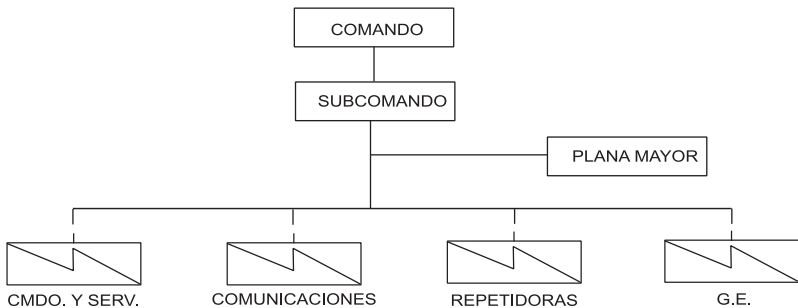 COMANDO
SUBCOMANDO
PLANA MAYOR
CMDO. Y SERV.
COMUNICACIONES
REPETIDORAS
G.E.